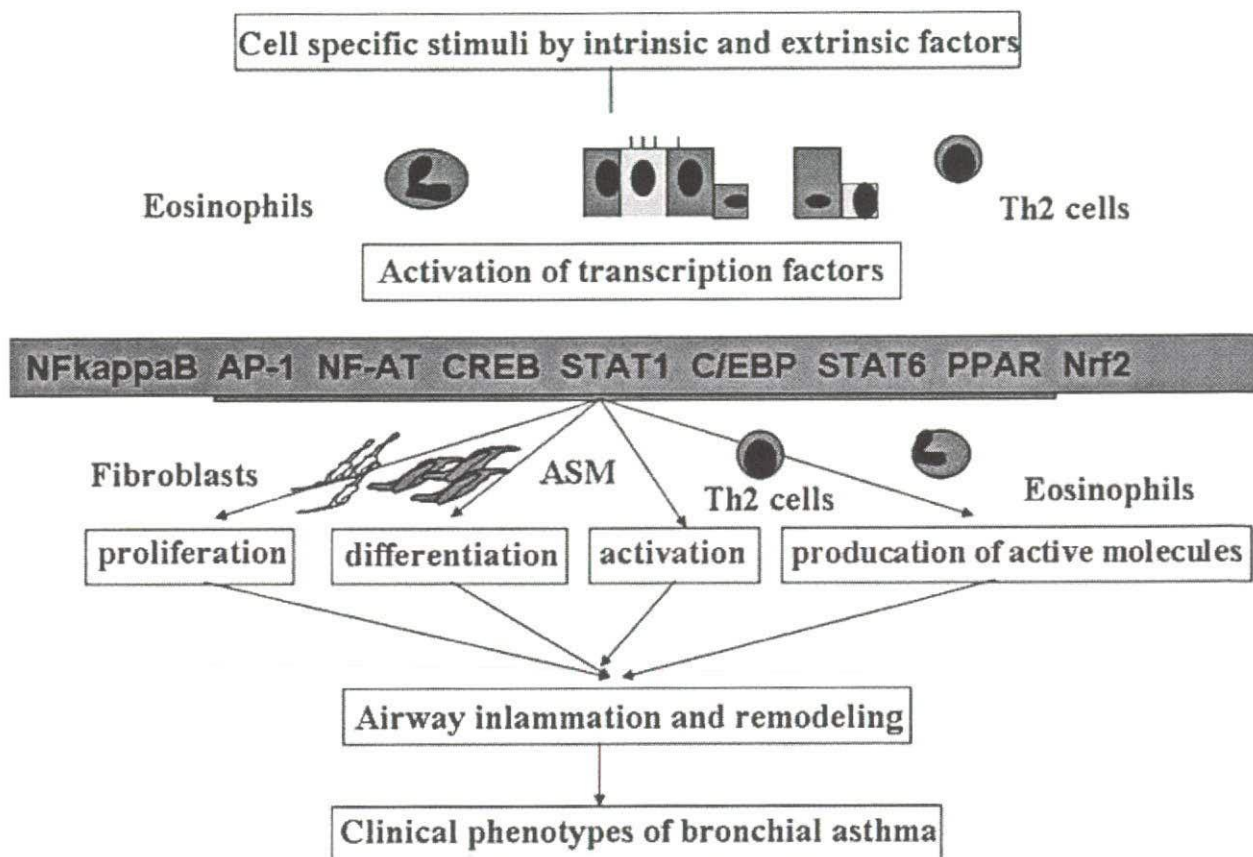 Cell specific stimuli by intrinsic and extrinsic factors
Eosinophils
Th2 cells
Activation of transcription factors
NFkappaB AP-1 NF-AT CREB STAT1 C/EBP STAT6 PPAR Nrf2
Fibroblasts
ASM
Th2 cells
Eosinophils
proliferation
differentiation
activation
producation of active molecules
Airway inlammation and remodeling
Clinical phenotypes of bronchial asthma